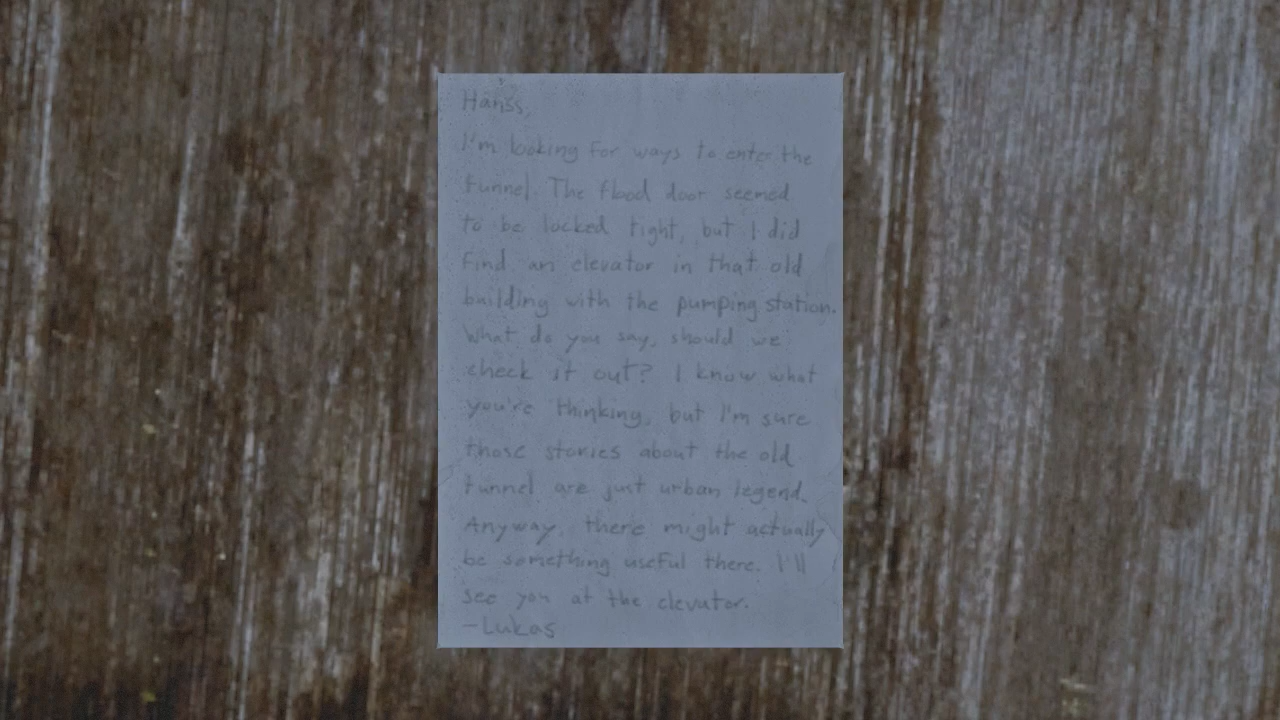 Hanss,
I'm looking for ways to enter the
tunnel. The flood door seemed
to be locked tight, but I did
find an elevator in that old
building with the pumping station.
What do you say, should we
check it out? I know what
you're thinking, but I'm sure
those stories about the old
tunnel are just urban legend.
Anyway, there might actually
be something useful there. I'll
see you at the elevator.
-Lukas